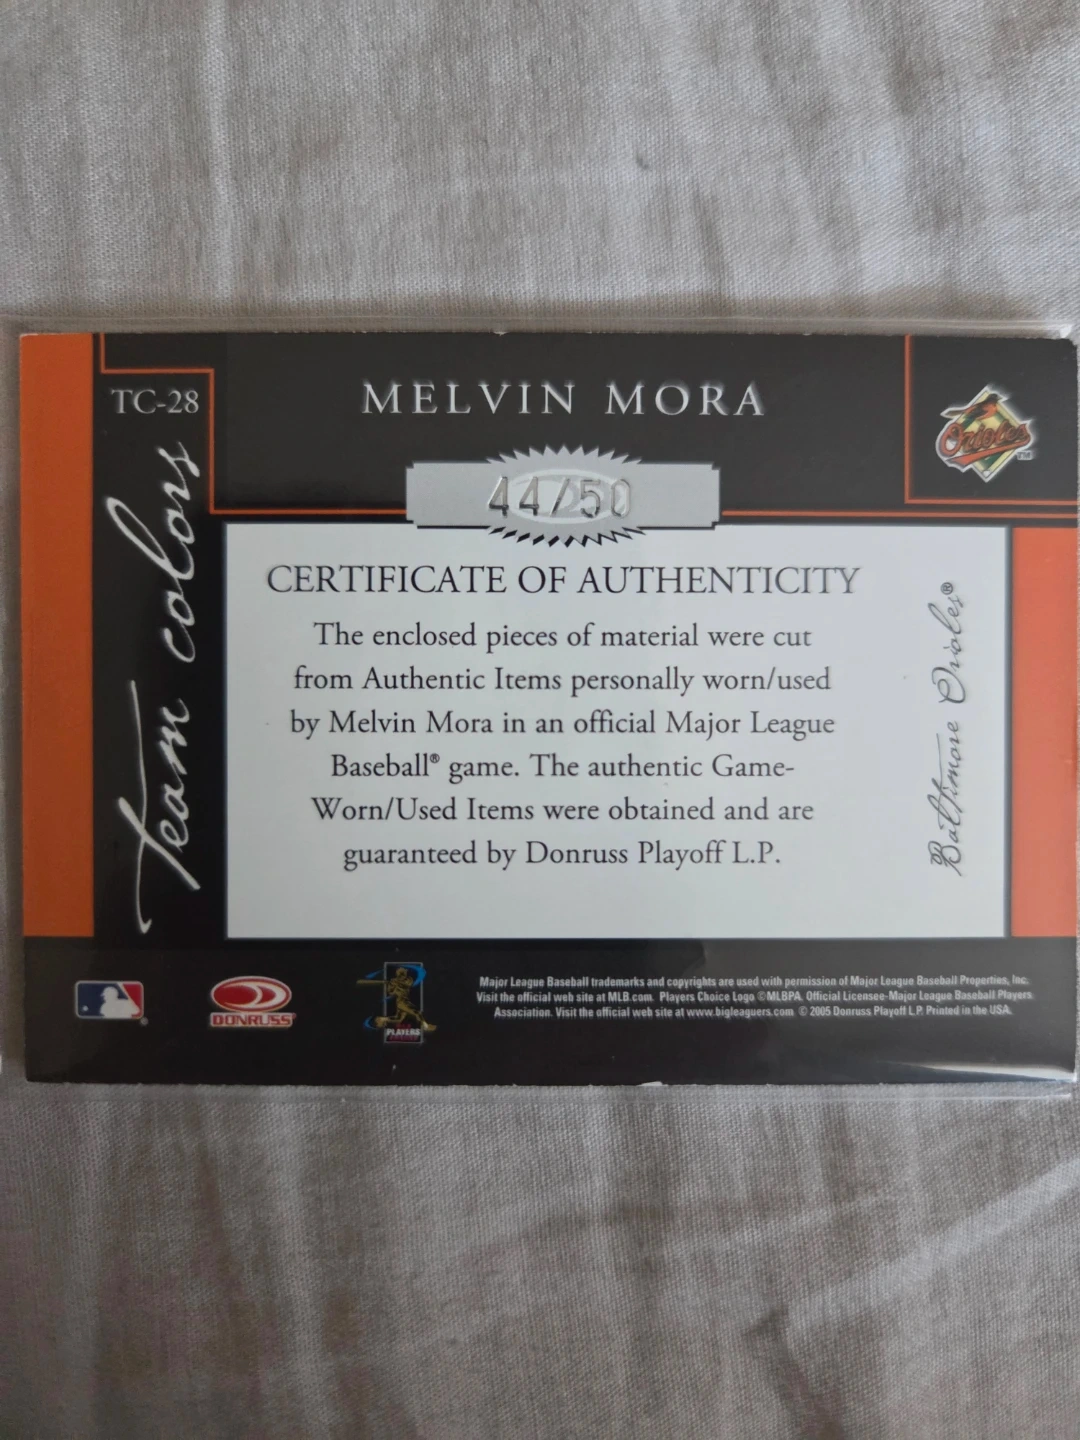 TC-28
MELVIN MORA
Orioles TM
44/50
Team colors
CERTIFICATE OF AUTHENTICITY
The enclosed pieces of material were cut
from Authentic Items personally worn/used
by Melvin Mora in an official Major League
Baseball® game. The authentic Game-
Worn/Used Items were obtained and are
guaranteed by Donruss Playoff L.P.
Baltimore Orioles®
DONRUSS®
PLAYERS
Major League Baseball trademarks and copyrights are used with permission of Major League Baseball Properties, Inc.
Visit the official web site at MLB.com. Players Choice Logo ©MLBPA. Official Licensee-Major League Baseball Players
Association. Visit the official web site at www.bigleaguers.com © 2005 Donruss Playoff L.P. Printed in the USA.